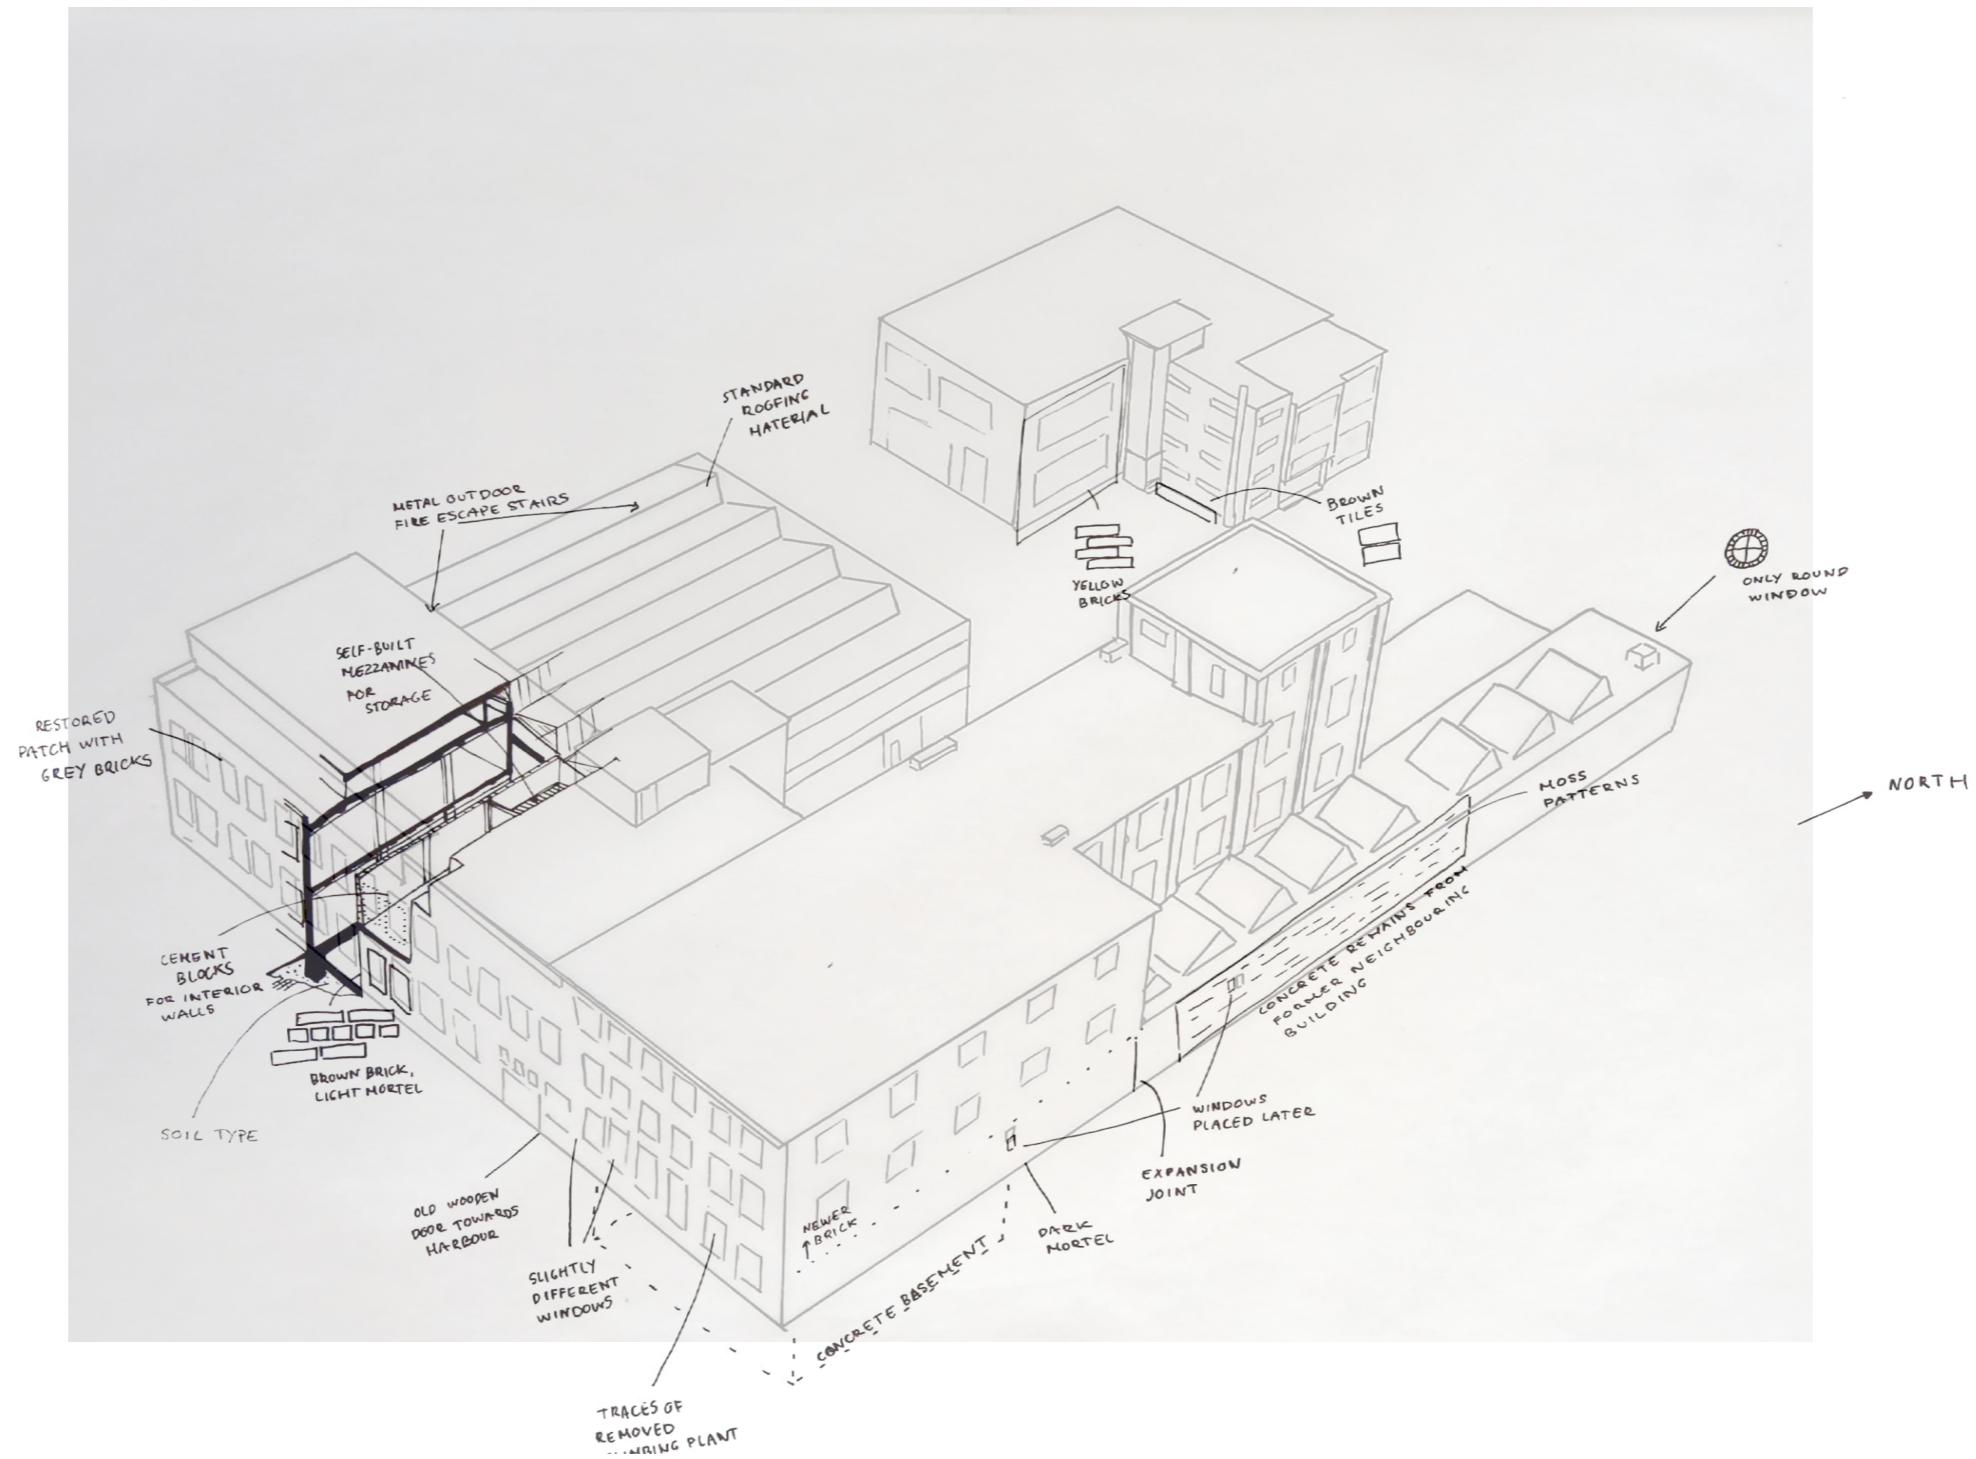 STANDARD
ROOFING
MATERIAL
METAL OUTDOOR
FIRE ESCAPE STAIRS
BROWN
TILES
YELLOW
BRICKS
ONLY ROUND
WINDOW
SELF-BUILT
MEZZANINES
FOR
STORAGE
RESTORED
PATCH WITH
GREY BRICKS
NORTH
MOSS
PATTERNS
CONCRETE REMAINS FROM
FORMER NEIGHBOURING
BUILDING
CEMENT
BLOCKS
FOR INTERIOR
WALLS
BROWN BRICK,
LIGHT MORTEL
SOIL TYPE
WINDOWS
PLACED LATER
EXPANSION
JOINT
OLD WOODEN
DOOR TOWARDS
HARBOUR
NEWER
BRICK
DARK
MORTEL
SLIGHTLY
DIFFERENT
WINDOWS
CONCRETE BASEMENT
TRACES OF
REMOVED
CLIMBING PLANT